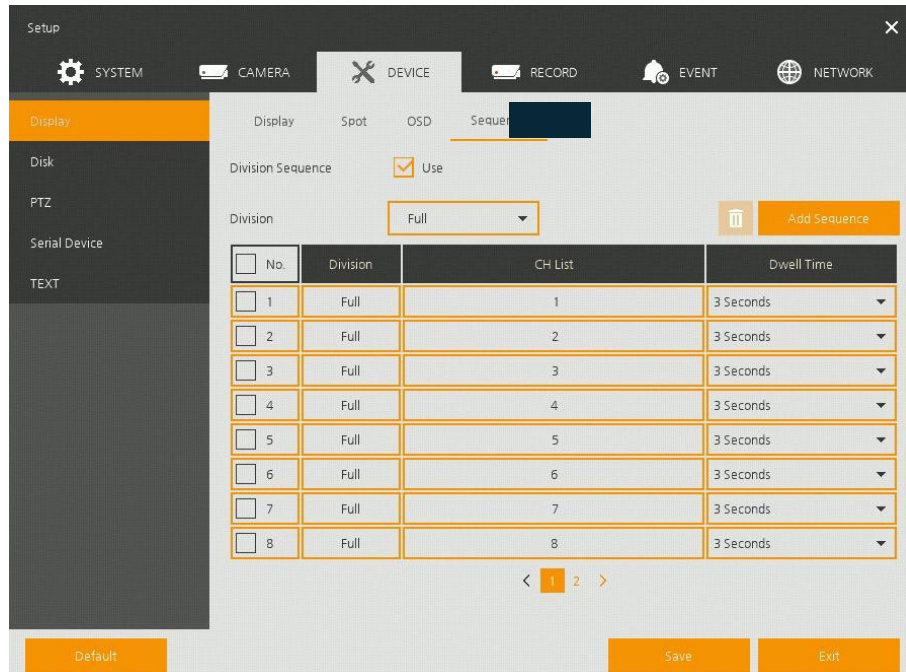 Setup
SYSTEM CAMERA DEVICE RECORD EVENT NETWORK
Display
Disk
PTZ
Serial Device
TEXT
Display Spot OSD
Division Sequence Use
Division Full Add Sequence
No. Division CH List Dwell Time
1 Full 1 3 Seconds
2 Full 2 3 Seconds
3 Full 3 3 Seconds
4 Full 4 3 Seconds
5 Full 5 3 Seconds
6 Full 6 3 Seconds
7 Full 7 3 Seconds
8 Full 8 3 Seconds
< 1 2 >
Default Save Exit